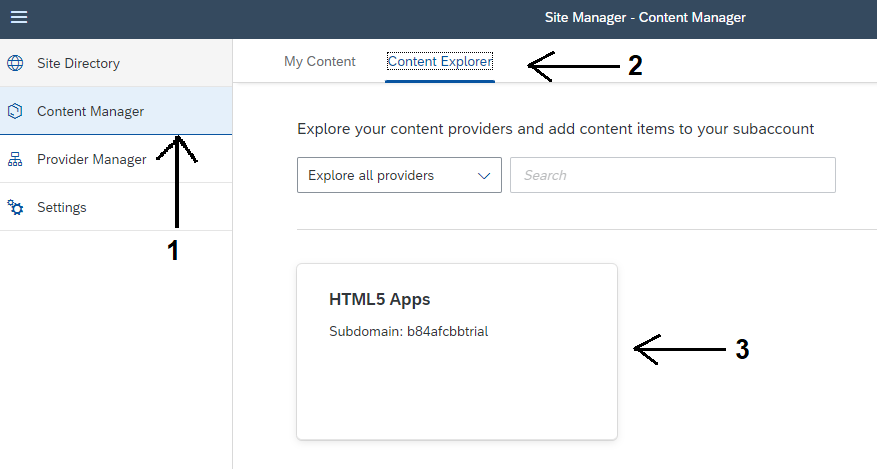 Site Manager - Content Manager
Site Directory
Content Manager
Provider Manager
Settings
1
My Content
Content Explorer
2
Explore your content providers and add content items to your subaccount
Explore all providers
Search
HTML5 Apps
Subdomain: b84afcbbtrial
3